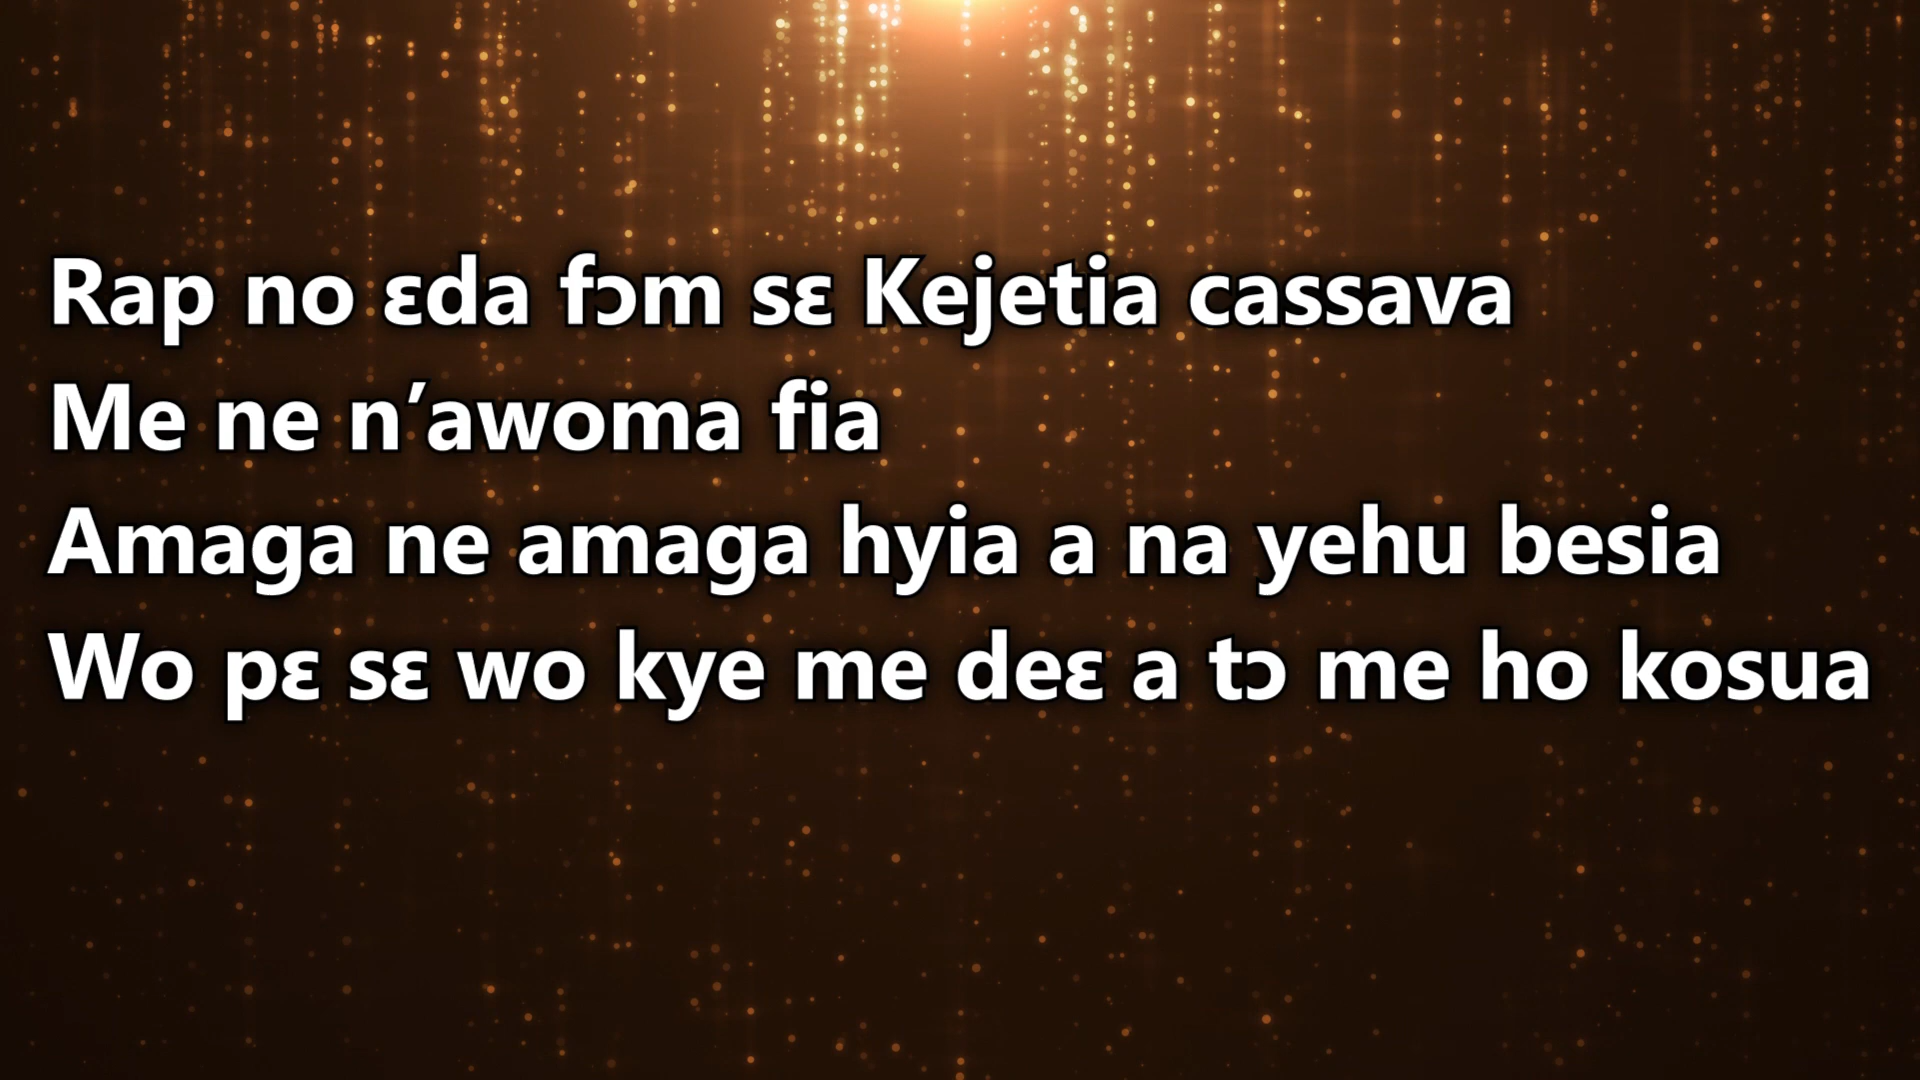 Rap no ɛda fɔm sɛ Kejetia cassava
Me ne n’awoma fia
Amaga ne amaga hyia a na yehu besia
Wo pɛ sɛ wo kye me deɛ a tɔ me ho kosua